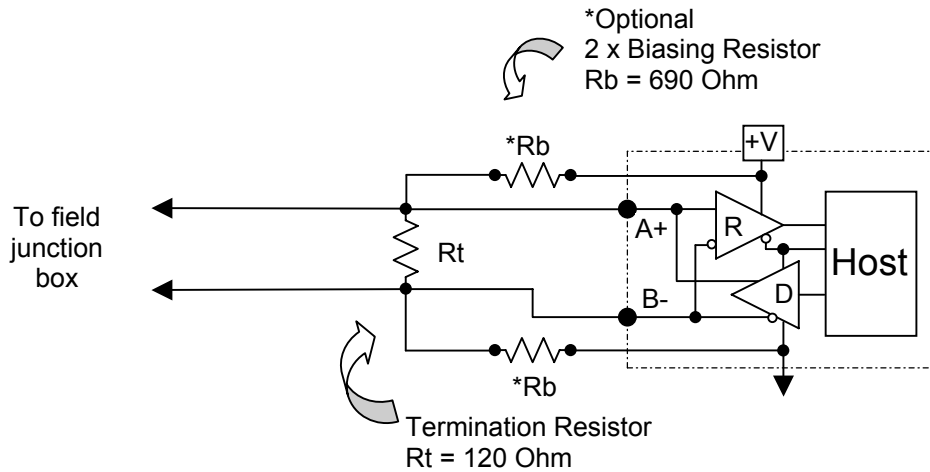 *Optional
2 x Biasing Resistor
Rb = 690 Ohm
*Rb
+V
To field
junction
box
Rt
A+
R
Host
B-
D
*Rb
Termination Resistor
Rt = 120 Ohm